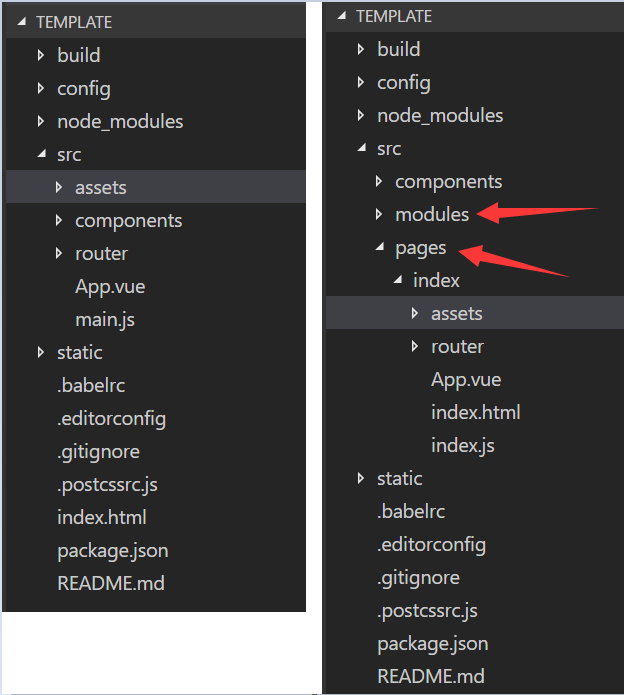 TEMPLATE
build
config
node_modules
src
assets
components
router
App.vue
main.js
static
.babelrc
.editorconfig
.gitignore
.postcssrc.js
index.html
package.json
README.md
TEMPLATE
build
config
node_modules
src
components
modules
pages
index
assets
router
App.vue
index.html
index.js
static
.babelrc
.editorconfig
.gitignore
.postcssrc.js
package.json
README.md